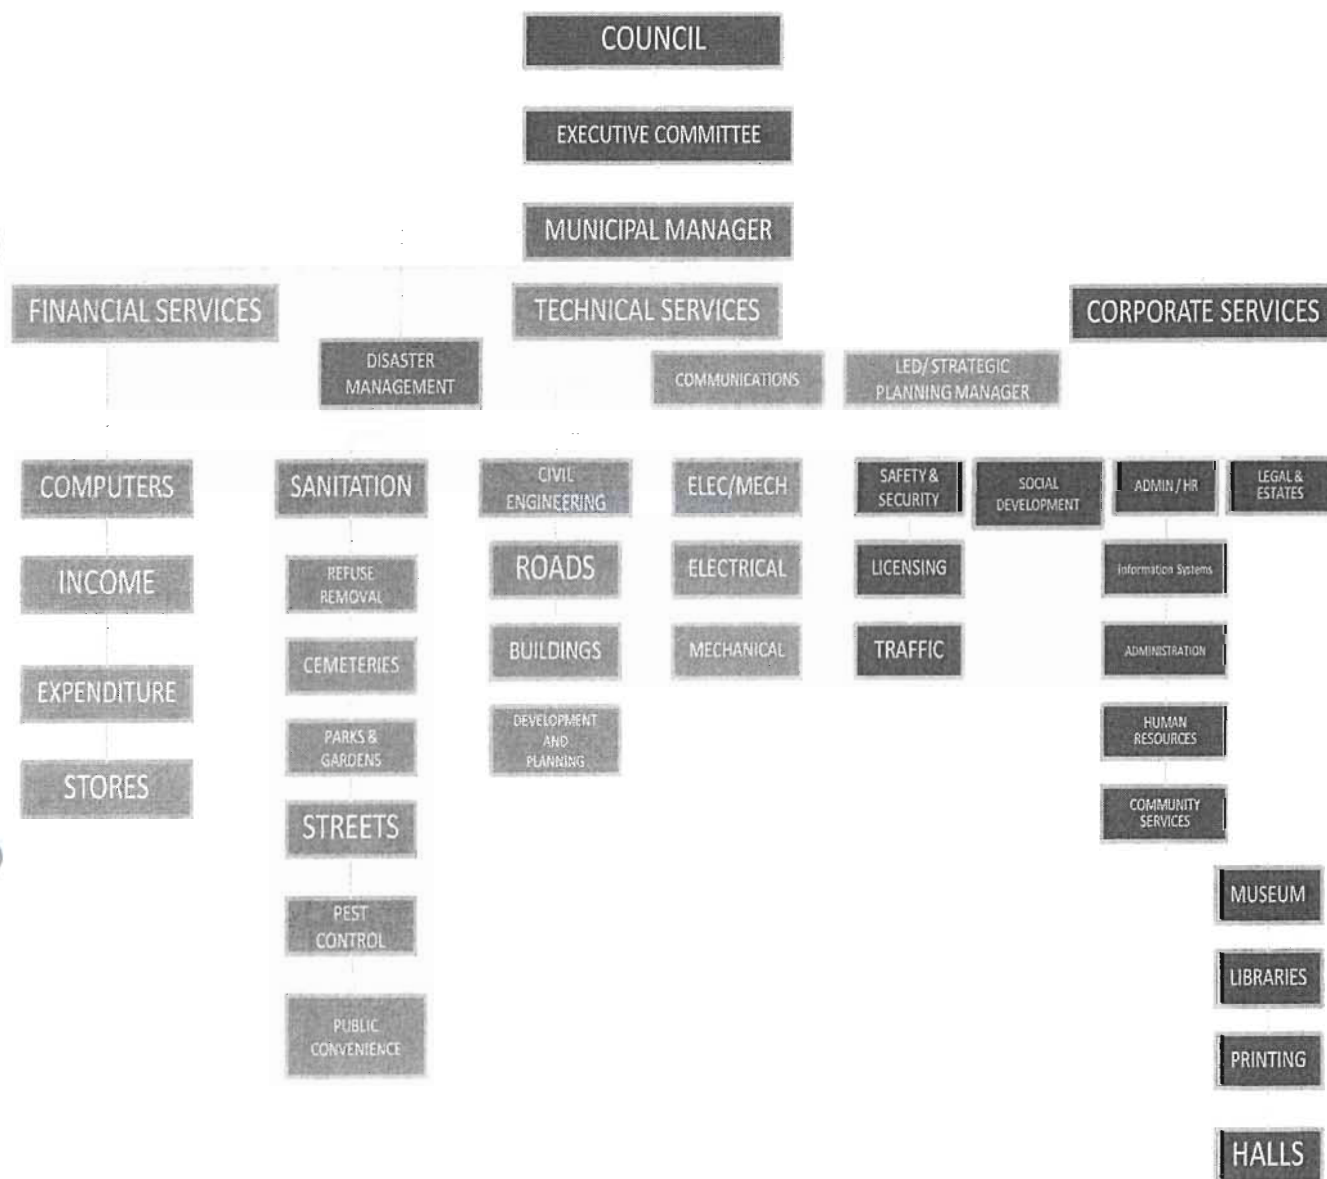 COUNCIL
EXECUTIVE COMMITTEE
MUNICIPAL MANAGER
FINANCIAL SERVICES
TECHNICAL SERVICES
CORPORATE SERVICES
DISASTER
MANAGEMENT
COMMUNICATIONS
LED/ STRATEGIC
PLANNING MANAGER
COMPUTERS
INCOME
EXPENDITURE
STORES
SANITATION
REFUSE
REMOVAL
CEMETERIES
PARKS &
GARDENS
STREETS
PEST
CONTROL
PUBLIC
CONVENIENCE
CIVIL
ENGINEERING
ROADS
BUILDINGS
DEVELOPMENT
AND
PLANNING
ELEC/MECH
ELECTRICAL
MECHANICAL
SAFETY &
SECURITY
LICENSING
TRAFFIC
SOCIAL
DEVELOPMENT
ADMIN / HR
Information Systems
ADMINISTRATION
HUMAN
RESOURCES
COMMUNITY
SERVICES
LEGAL &
ESTATES
MUSEUM
LIBRARIES
PRINTING
HALLS